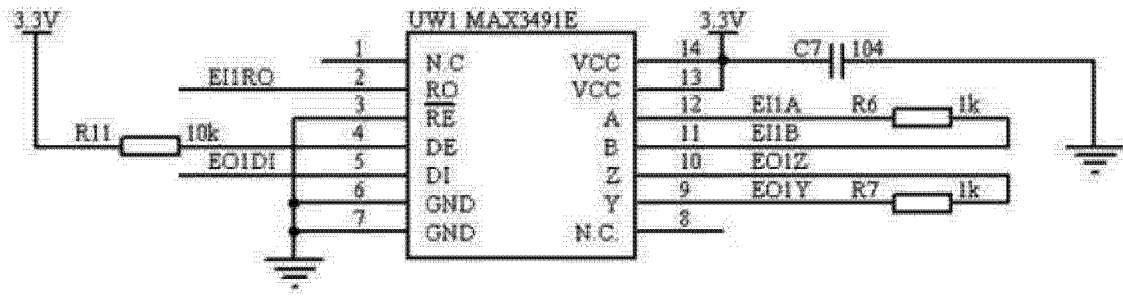 3.3V UW1 MAX3491E 3.3V
1 N.C VCC 14 C7 104
EI1RO 2 RO VCC 13
3 RE A 12 EI1A R6 1k
R11 10k 4 DE B 11 EI1B
EO1DI 5 DI Z 10 EO1Z
6 GND Y 9 EO1Y R7 1k
7 GND N.C. 8